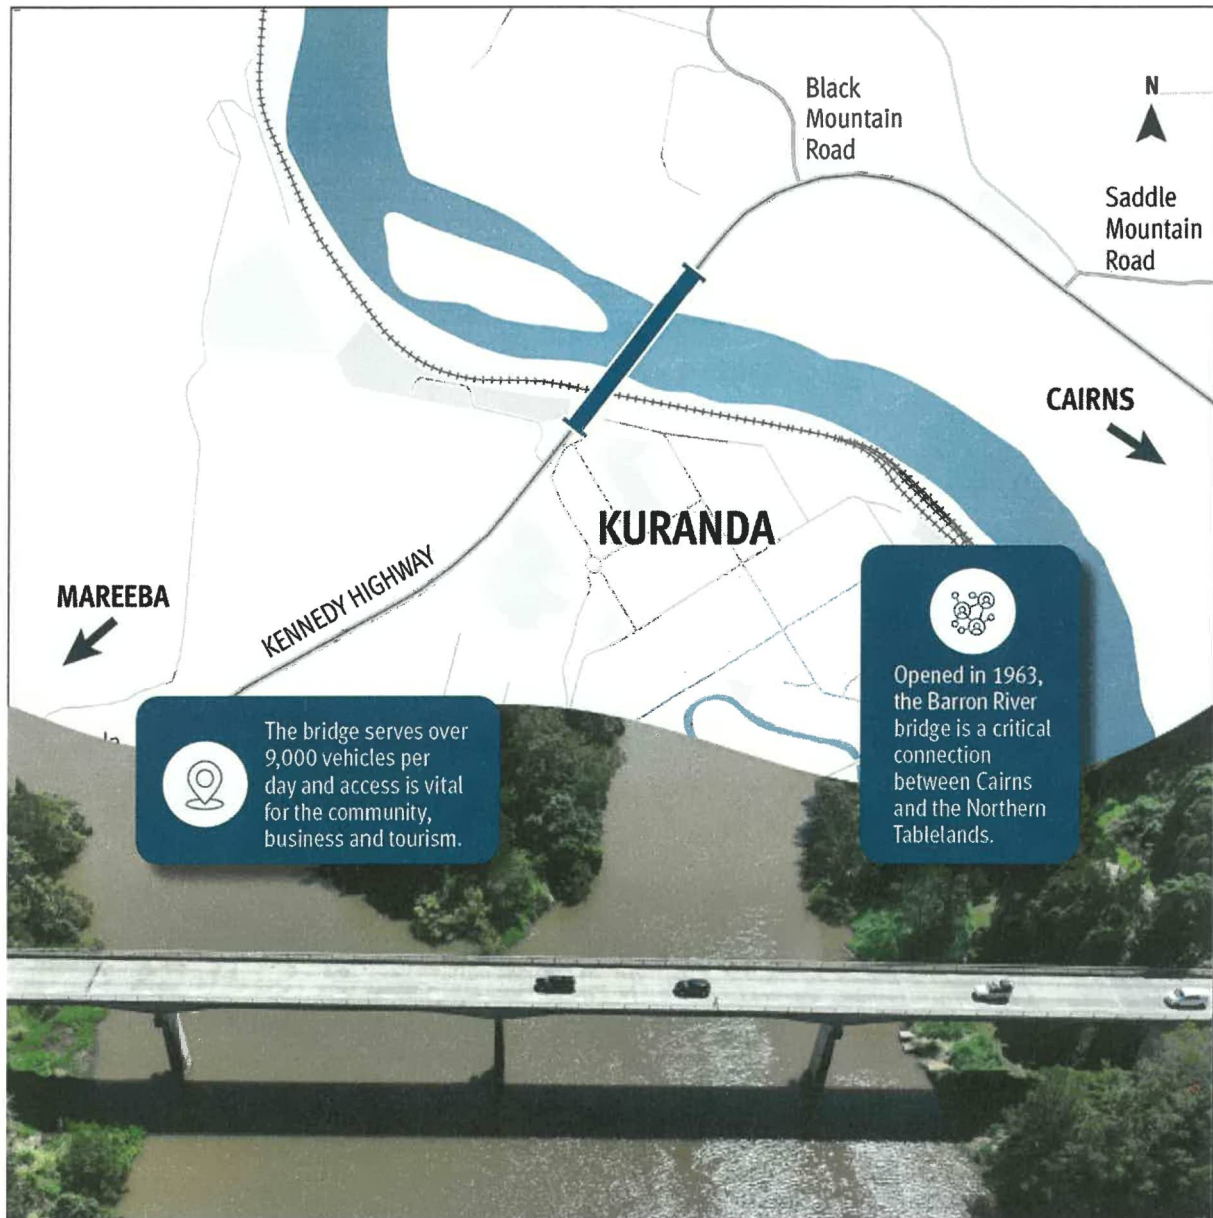 Black
Mountain
Road
N
Saddle
Mountain
Road
CAIRNS
KURANDA
KENNEDY HIGHWAY
MAREEBA
Opened in 1963,
the Barron River
bridge is a critical
connection
between Cairns
and the Northern
Tablelands.
The bridge serves over
9,000 vehicles per
day and access is vital
for the community,
business and tourism.